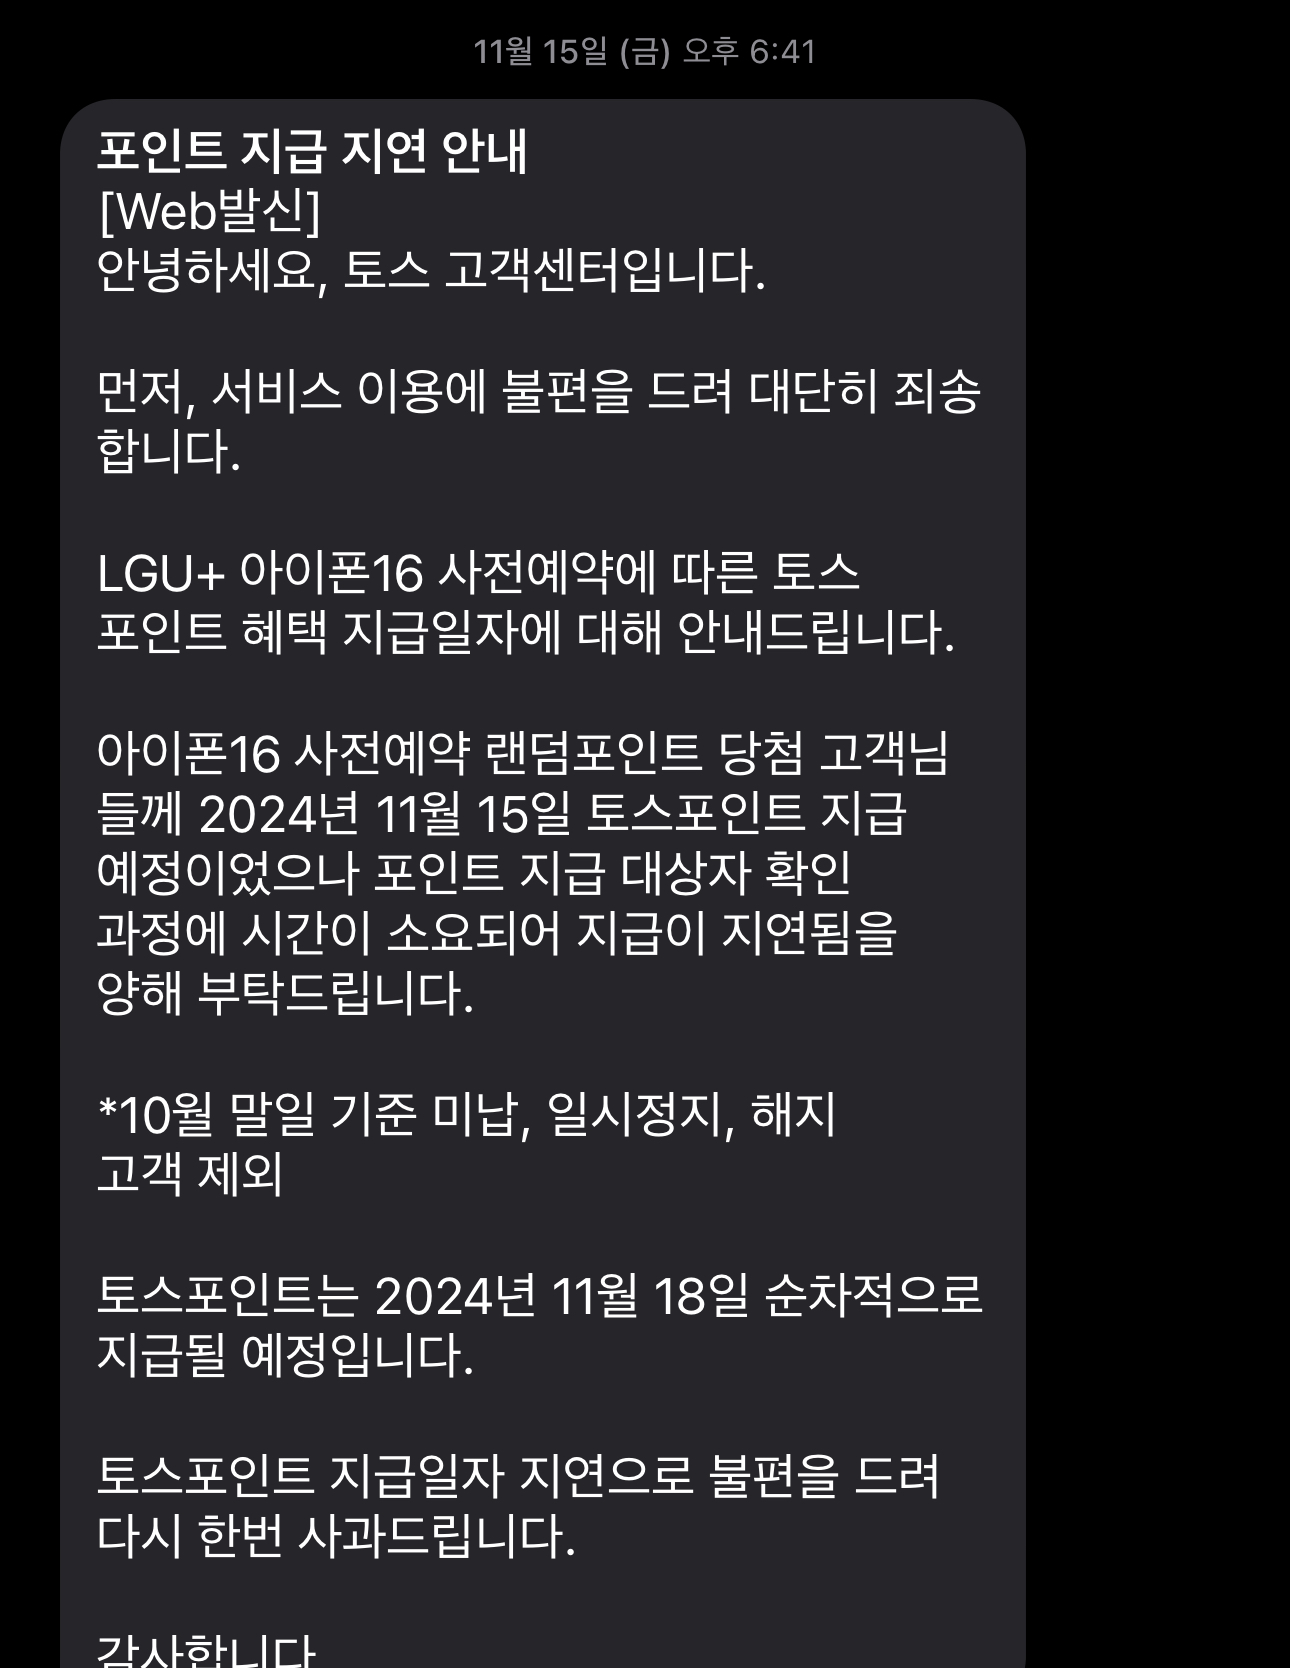 11월 15일 (금) 오후 6:41
포인트 지급 지연 안내
[Web발신]
안녕하세요, 토스 고객센터입니다.
먼저, 서비스 이용에 불편을 드려 대단히 죄송
합니다.
LGU+ 아이폰16 사전예약에 따른 토스
포인트 혜택 지급일자에 대해 안내드립니다.
아이폰16 사전예약 랜덤포인트 당첨 고객님
들께 2024년 11월 15일 토스포인트 지급
예정이었으나 포인트 지급 대상자 확인
과정에 시간이 소요되어 지급이 지연됨을
양해 부탁드립니다.
*10월 말일 기준 미납, 일시정지, 해지
고객 제외
토스포인트는 2024년 11월 18일 순차적으로
지급될 예정입니다.
토스포인트 지급일자 지연으로 불편을 드려
다시 한번 사과드립니다.
감사합니다